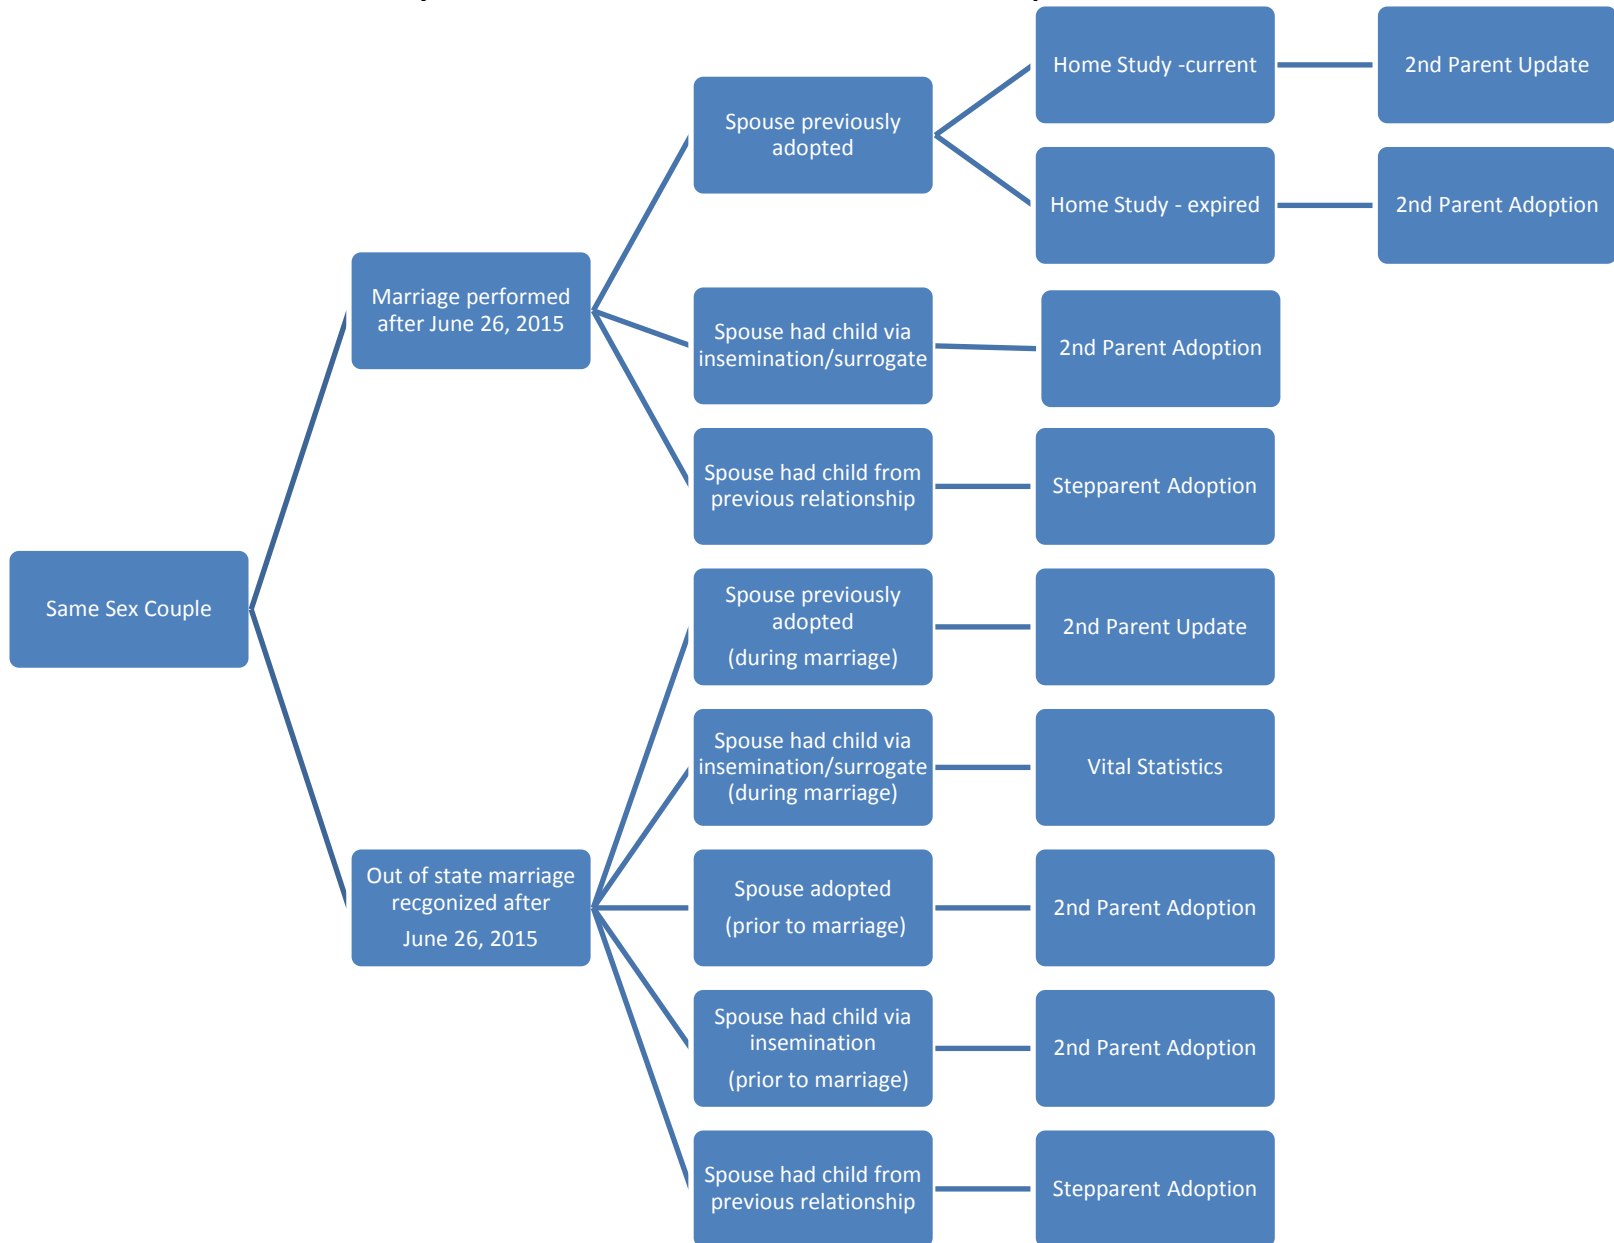 Home Study -current
2nd Parent Update
Spouse previously
adopted
Home Study - expired
2nd Parent Adoption
Marriage performed
after June 26, 2015
Spouse had child via
insemination/surrogate
2nd Parent Adoption
Spouse had child from
previous relationship
Stepparent Adoption
Same Sex Couple
Spouse previously
adopted
(during marriage)
2nd Parent Update
Spouse had child via
insemination/surrogate
(during marriage)
Vital Statistics
Out of state marriage
recgonized after
June 26, 2015
Spouse adopted
(prior to marriage)
2nd Parent Adoption
Spouse had child via
insemination
(prior to marriage)
2nd Parent Adoption
Spouse had child from
previous relationship
Stepparent Adoption